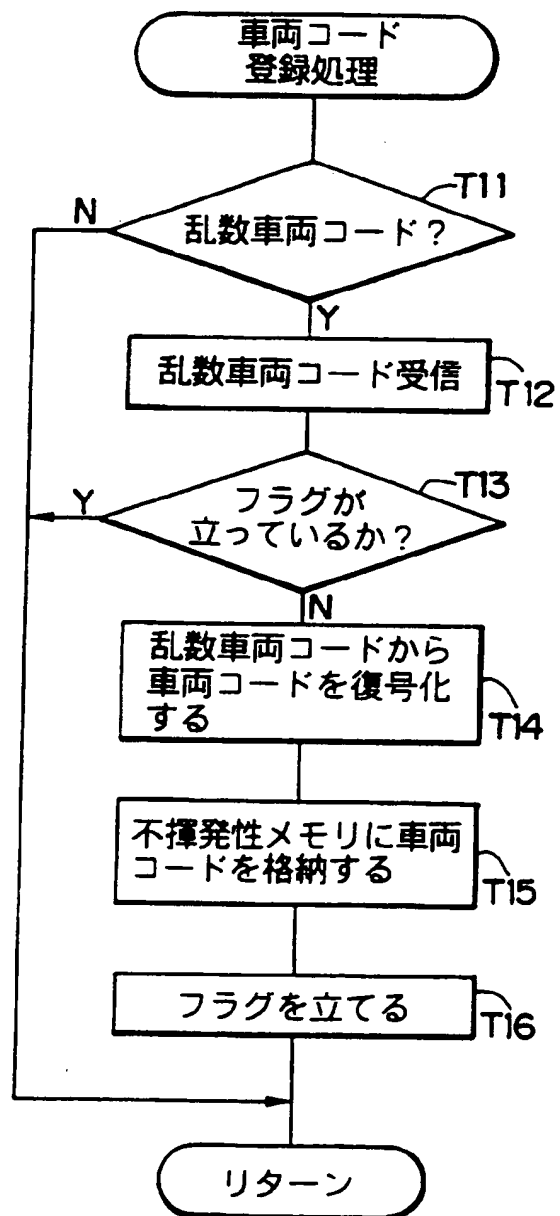 車両コード
登録処理
T11
N
乱数車両コード？
Y
乱数車両コード受信
T12
T13
Y
フラグが
立っているか？
N
乱数車両コードから
車両コードを復号化
する
T14
不揮発性メモリに車両
コードを格納する
T15
フラグを立てる
T16
リターン